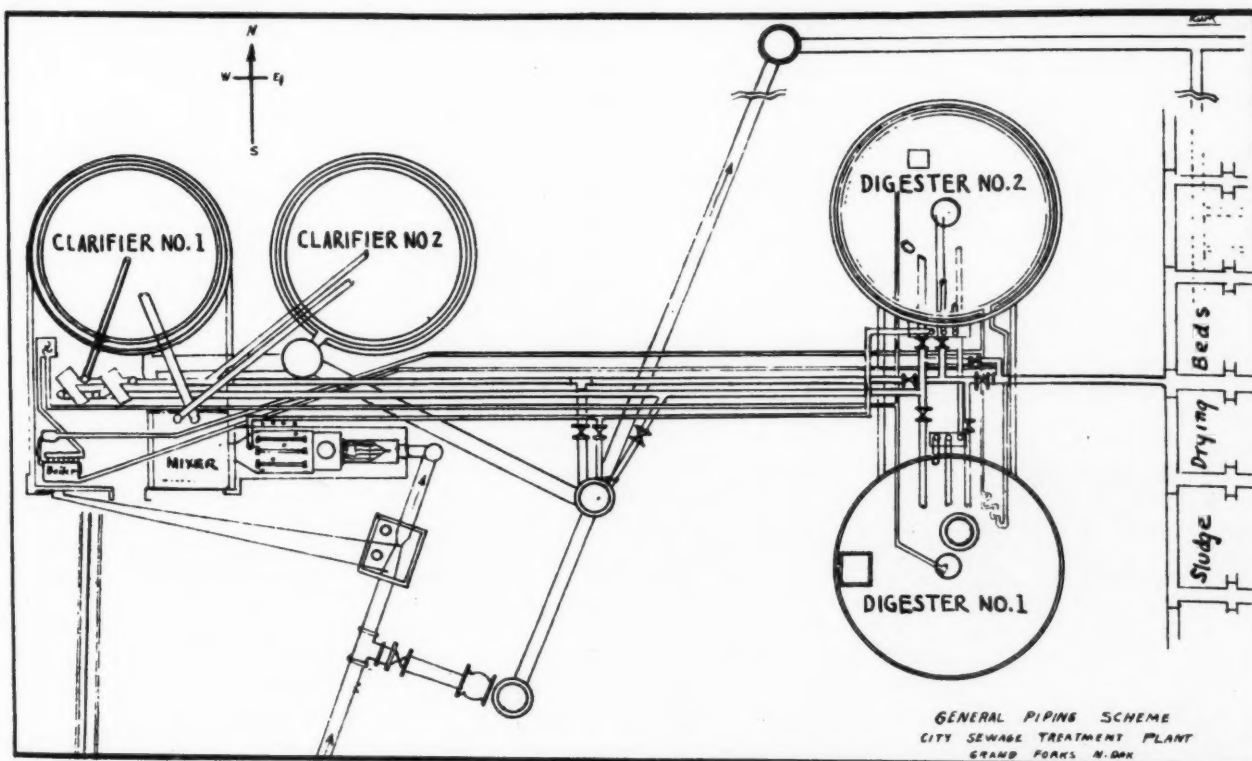 N
W
E
S
CLARIFIER NO. 1
CLARIFIER NO 2
DIGESTER NO. 2
Boiler
MIXER
DIGESTER NO. 1
Sludge Drying Beds
GENERAL PIPING SCHEME
CITY SEWAGE TREATMENT PLANT
GRAND FORKS N. DAK